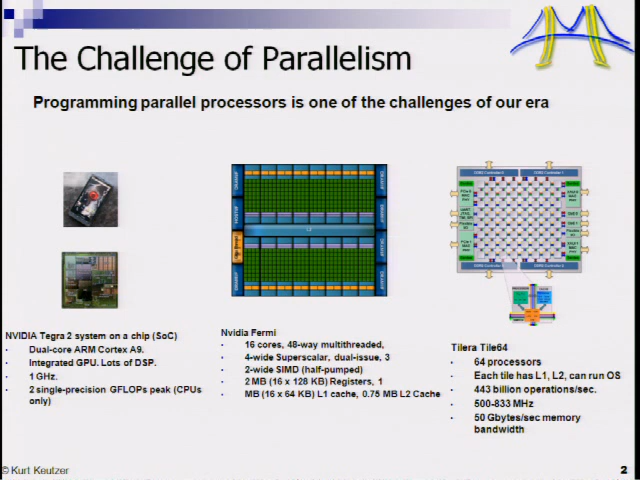 The Challenge of Parallelism
Programming parallel processors is one of the challenges of our era
NVIDIA Tegra 2 system on a chip (SoC)
• Dual-core ARM Cortex A9.
• Integrated GPU. Lots of DSP.
• 1 GHz.
• 2 single-precision GFLOPs peak (CPUs
only)
L2
Nvidia Fermi
• 16 cores, 48-way multithreaded,
• 4-wide Superscalar, dual-issue, 3
• 2-wide SIMD (half-pumped)
• 2 MB (16 x 128 KB) Registers, 1
• MB (16 x 64 KB) L1 cache, 0.75 MB L2 Cache
Tilera Tile64
• 64 processors
• Each tile has L1, L2, can run OS
• 443 billion operations/sec.
• 500-833 MHz
• 50 Gbytes/sec memory
bandwidth
© Kurt Keutzer
2